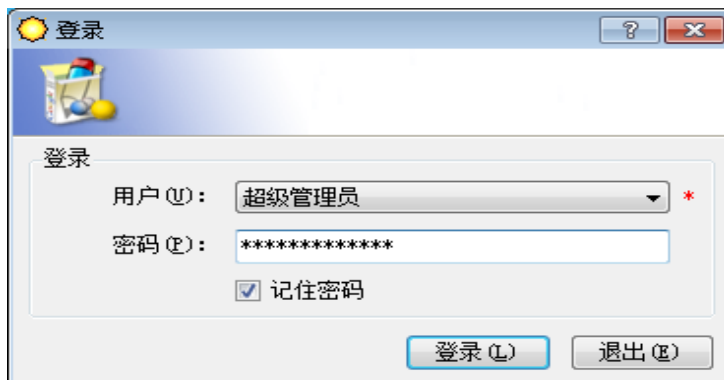 登录
登录
用户(U): 超级管理员 *
密码(P): *************
记住密码
登录(L) 退出(E)